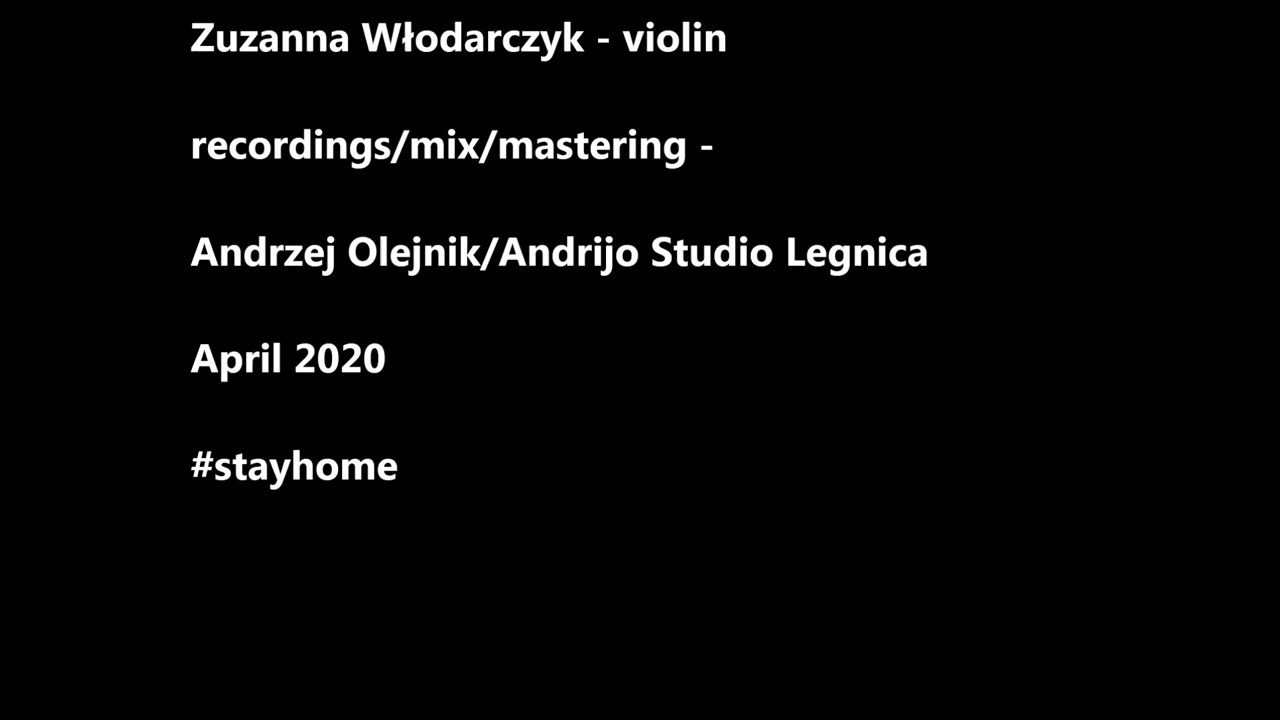 Zuzanna Włodarczyk - violin
recordings/mix/mastering -
Andrzej Olejnik/Andrijo Studio Legnica
April 2020
#stayhome